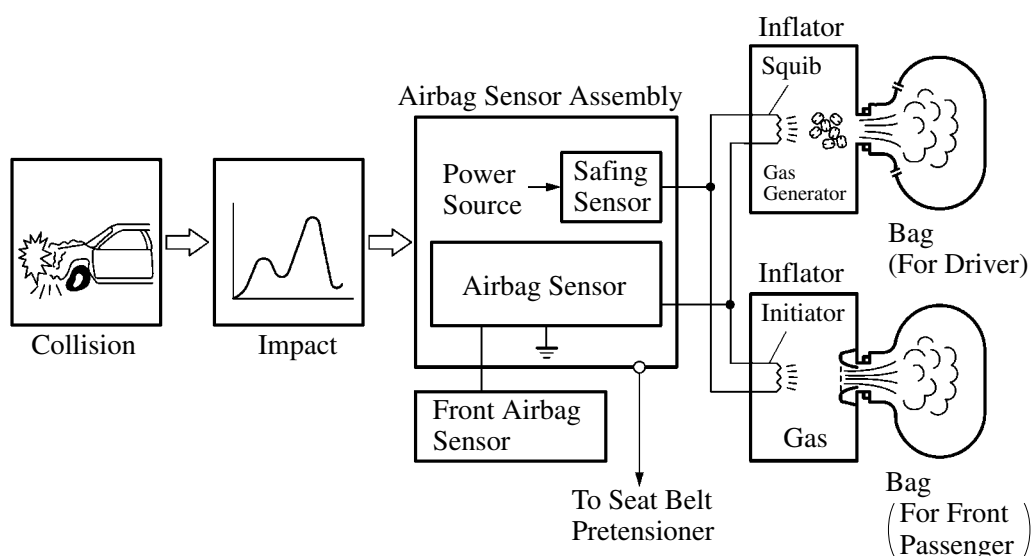 Inflator
Squib
Gas
Generator
Bag
(For Driver)
Airbag Sensor Assembly
Power
Source
Safing
Sensor
Airbag Sensor
Collision
Impact
Front Airbag
Sensor
To Seat Belt
Pretensioner
Inflator
Initiator
Gas
Bag
(For Front
Passenger)